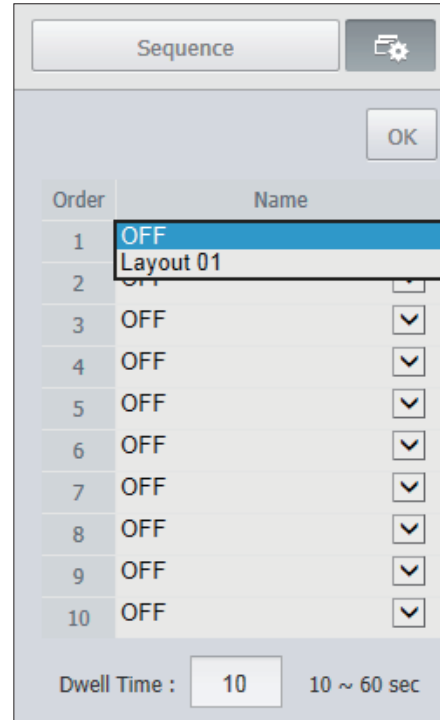 Sequence
OK
Order Name
1 OFF
Layout 01
2 OFF
3 OFF
4 OFF
5 OFF
6 OFF
7 OFF
8 OFF
9 OFF
10 OFF
Dwell Time : 10 10 ~ 60 sec